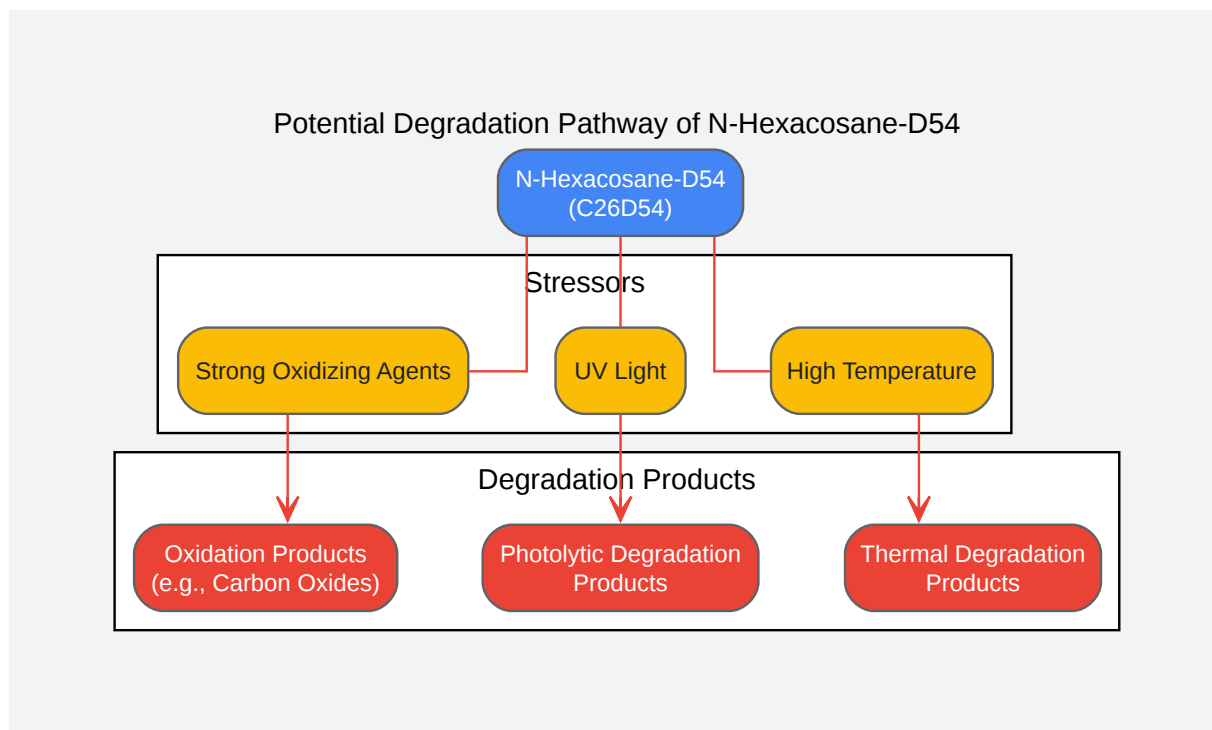 Potential Degradation Pathway of N-Hexacosane-D54
N-Hexacosane-D54
(C26D54)
Stressors
Strong Oxidizing Agents
UV Light
High Temperature
Degradation Products
Oxidation Products
(e.g., Carbon Oxides)
Photolytic Degradation
Products
Thermal Degradation
Products